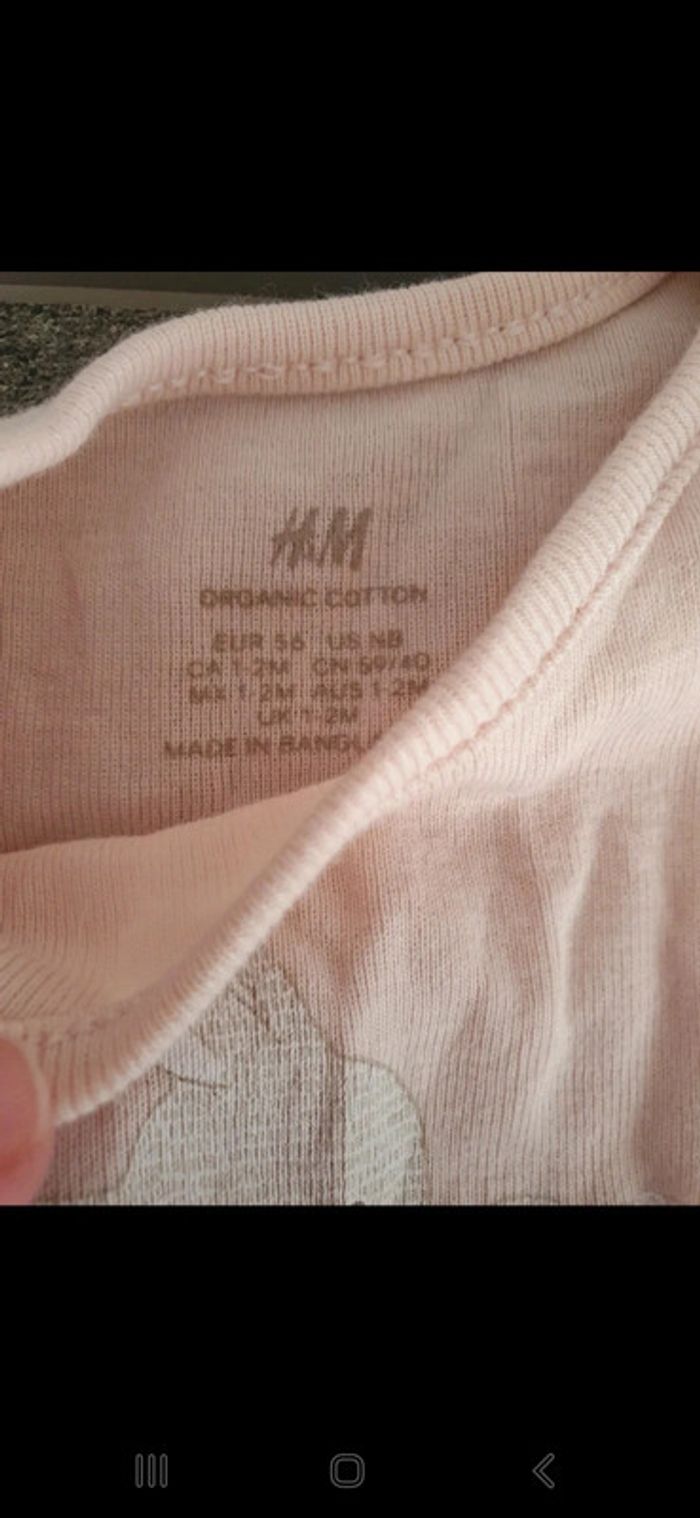 H&M
ORGANIC COTTON
EUR 56 US NB
CA 1-2M CN 59/40
MX 1-2M AUS 1-2M
UK 1-2M
MADE IN